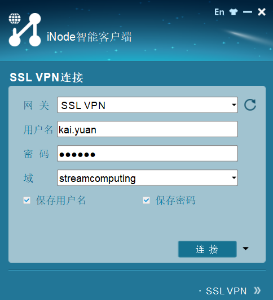 En
iNode智能客户端
SSL VPN连接
网 关 SSL VPN
用户名 kai.yuan
密 码 ●●●●●●
域 streamcomputing
保存用户名 保存密码
连 接
· SSL VPN »